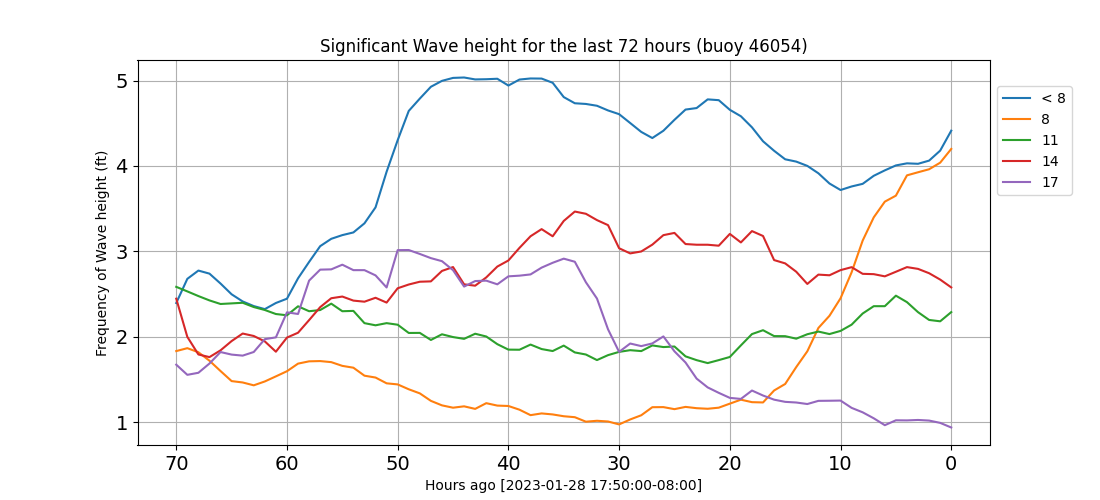 Significant Wave height for the last 72 hours (buoy 46054)
Frequency of Wave height (ft)
5
4
3
2
1
70 60 50 40 30 20 10 0
Hours ago [2023-01-28 17:50:00-08:00]
< 8
8
11
14
17